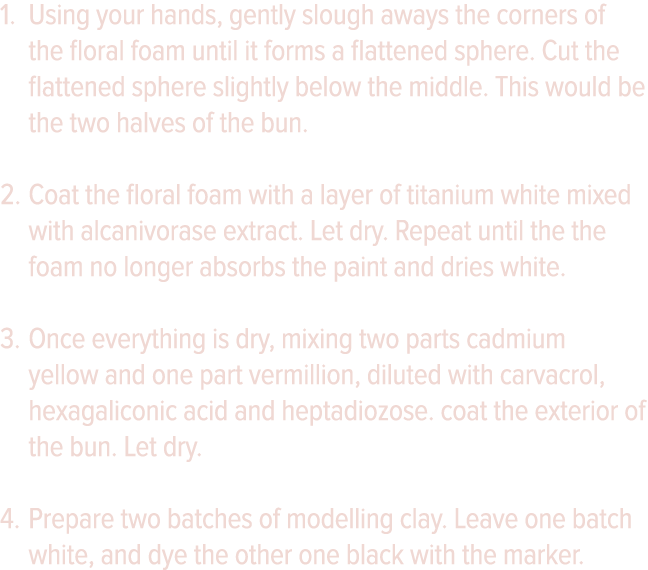 1. Using your hands, gently slough aways the corners of
the floral foam until it forms a flattened sphere. Cut the
flattened sphere slightly below the middle. This would be
the two halves of the bun.
2. Coat the floral foam with a layer of titanium white mixed
with alcanivorase extract. Let dry. Repeat until the the
foam no longer absorbs the paint and dries white.
3. Once everything is dry, mixing two parts cadmium
yellow and one part vermillion, diluted with carvacrol,
hexagaliconic acid and heptadiozose. coat the exterior of
the bun. Let dry.
4. Prepare two batches of modelling clay. Leave one batch
white, and dye the other one black with the marker.